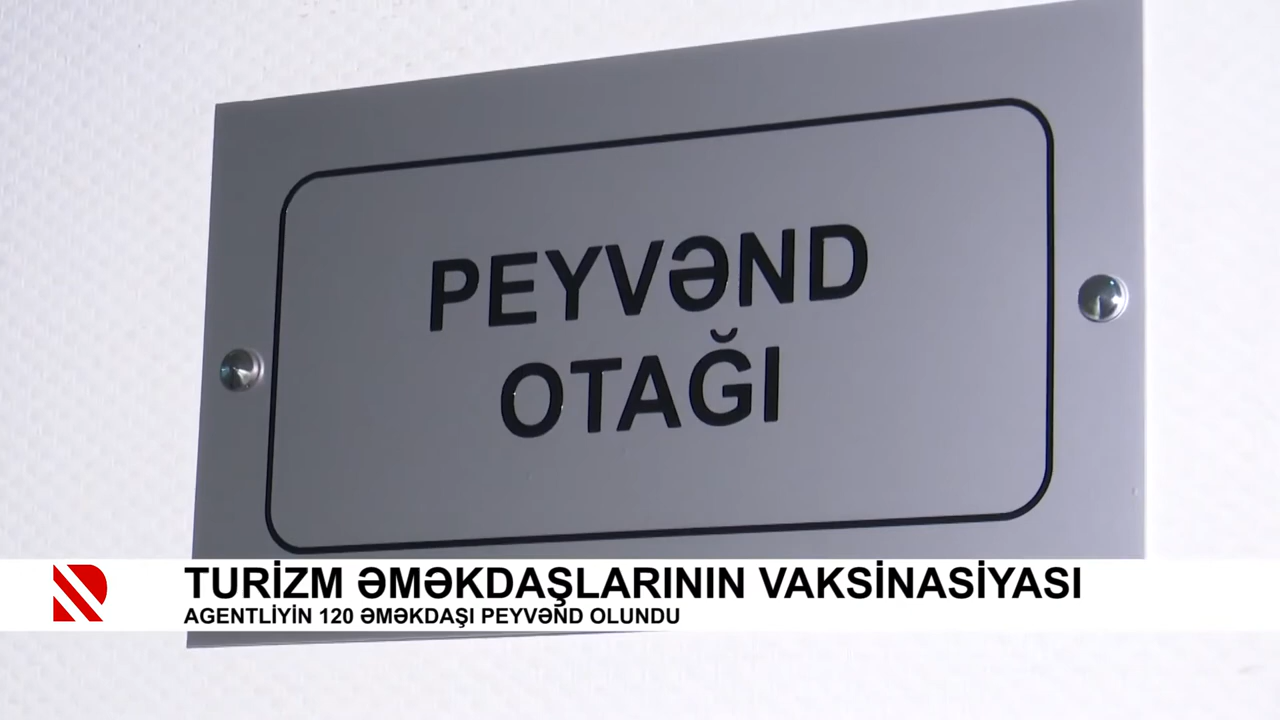 PEYVƏND
OTAĞI
TURİZM ƏMƏKDAŞLARININ VAKSİNASİYASI
AGENTLİYİN 120 ƏMƏKDAŞI PEYVƏND OLUNDU